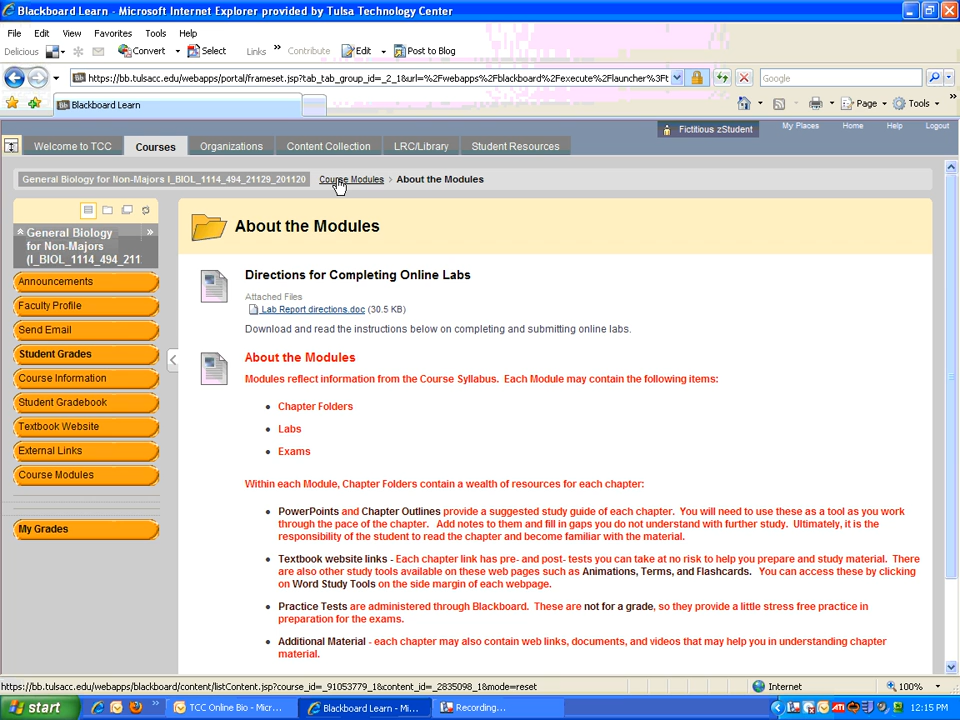 Blackboard Learn - Microsoft Internet Explorer provided by Tulsa Technology Center
File Edit View Favorites Tools Help
Delicious Convert Select Links » Contribute Edit Post to Blog
https://bb.tulsacc.edu/webapps/portal/frameset.jsp?tab_tab_group_id=_2_1&url=%2Fwebapps%2Fblackboard%2Fexecute%2Flauncher%3Ft Google
Blackboard Learn Page Tools »
Fictitious zStudent My Places Home Help Logout
Welcome to TCC Courses Organizations Content Collection LRC/Library Student Resources
General Biology for Non-Majors I_BIOL_1114_494_21129_201120 Course Modules > About the Modules
General Biology
for Non-Majors
(I_BIOL_1114_494_211
Announcements
Faculty Profile
Send Email
Student Grades
Course Information
Student Gradebook
Textbook Website
External Links
Course Modules
My Grades
About the Modules
Directions for Completing Online Labs
Attached Files
Lab Report directions.doc (30.5 KB)
Download and read the instructions below on completing and submitting online labs.
About the Modules
Modules reflect information from the Course Syllabus. Each Module may contain the following items:
• Chapter Folders
• Labs
• Exams
Within each Module, Chapter Folders contain a wealth of resources for each chapter:
• PowerPoints and Chapter Outlines provide a suggested study guide of each chapter. You will need to use these as a tool as you work
through the pace of the chapter. Add notes to them and fill in gaps you do not understand with further study. Ultimately, it is the
responsibility of the student to read the chapter and become familiar with the material.
• Textbook website links - Each chapter link has pre- and post- tests you can take at no risk to help you prepare and study material. There
are also other study tools available on these web pages such as Animations, Terms, and Flashcards. You can access these by clicking
on Word Study Tools on the side margin of each webpage.
• Practice Tests are administered through Blackboard. These are not for a grade, so they provide a little stress free practice in
preparation for the exams.
• Additional Material - each chapter may also contain web links, documents, and videos that may help you in understanding chapter
material.
https://bb.tulsacc.edu/webapps/blackboard/content/listContent.jsp?course_id=_91053779_1&content_id=_2835098_1&mode=reset Internet 100%
start TCC Online Bio - Wi... Blackboard Learn - Mi... Recording... 12:15 PM